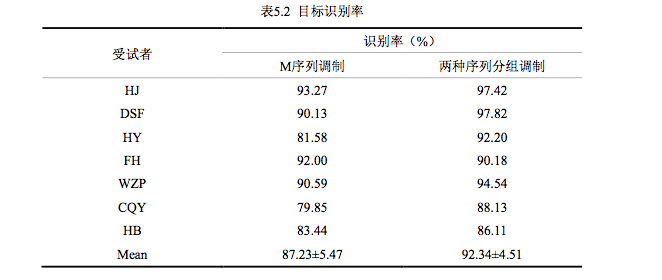 表5.2 目标识别率
受试者 识别率（%）
M序列调制 两种序列分组调制
HJ 93.27 97.42
DSF 90.13 97.82
HY 81.58 92.20
FH 92.00 90.18
WZP 90.59 94.54
CQY 79.85 88.13
HB 83.44 86.11
Mean 87.23±5.47 92.34±4.51